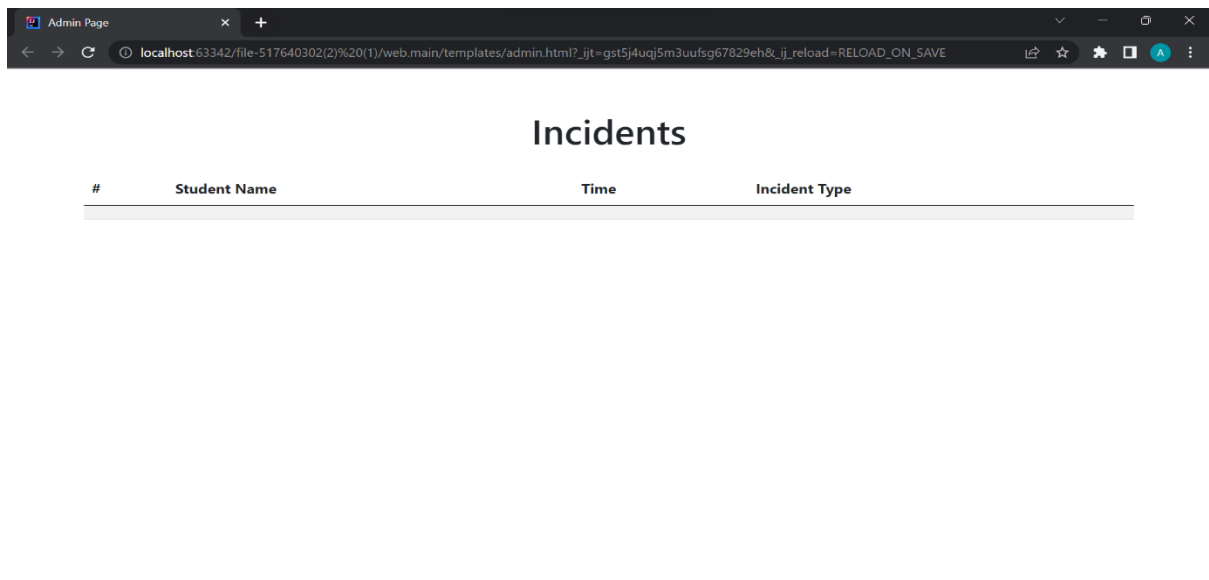 Admin Page
localhost:63342/file-517640302(2)%20(1)/web.main/templates/admin.html?_ijt=gst5j4uqj5m3uufsg67829eh&_ij_reload=RELOAD_ON_SAVE
A
Incidents
# Student Name Time Incident Type